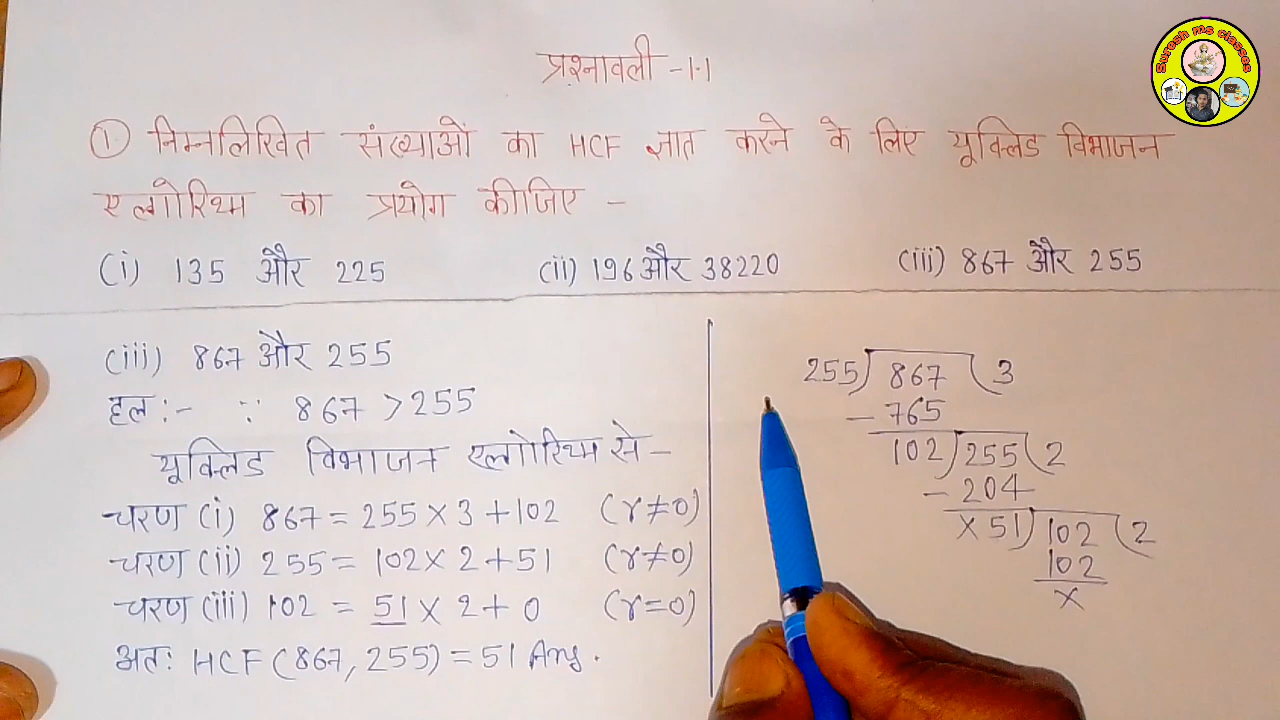 प्रश्नावली -1.1
Suresh ms classes
① निम्नलिखित संख्याओं का HCF ज्ञात करने के लिए यूक्लिड विभाजन
एल्गोरिथ्म का प्रयोग कीजिए -
(i) 135 और 225 (ii) 196 और 38220 (iii) 867 और 255
(iii) 867 और 255
हल :- ∵ 867 > 255
यूक्लिड विभाजन एल्गोरिथ्म से -
चरण (i) 867 = 255 × 3 + 102 (r≠0)
चरण (ii) 255 = 102 × 2 + 51 (r≠0)
चरण (iii) 102 = 51 × 2 + 0 (r=0)
अतः HCF (867, 255) = 51 Ans.
255) 867 (3
- 765
102) 255 (2
- 204
× 51) 102 (2
102
×